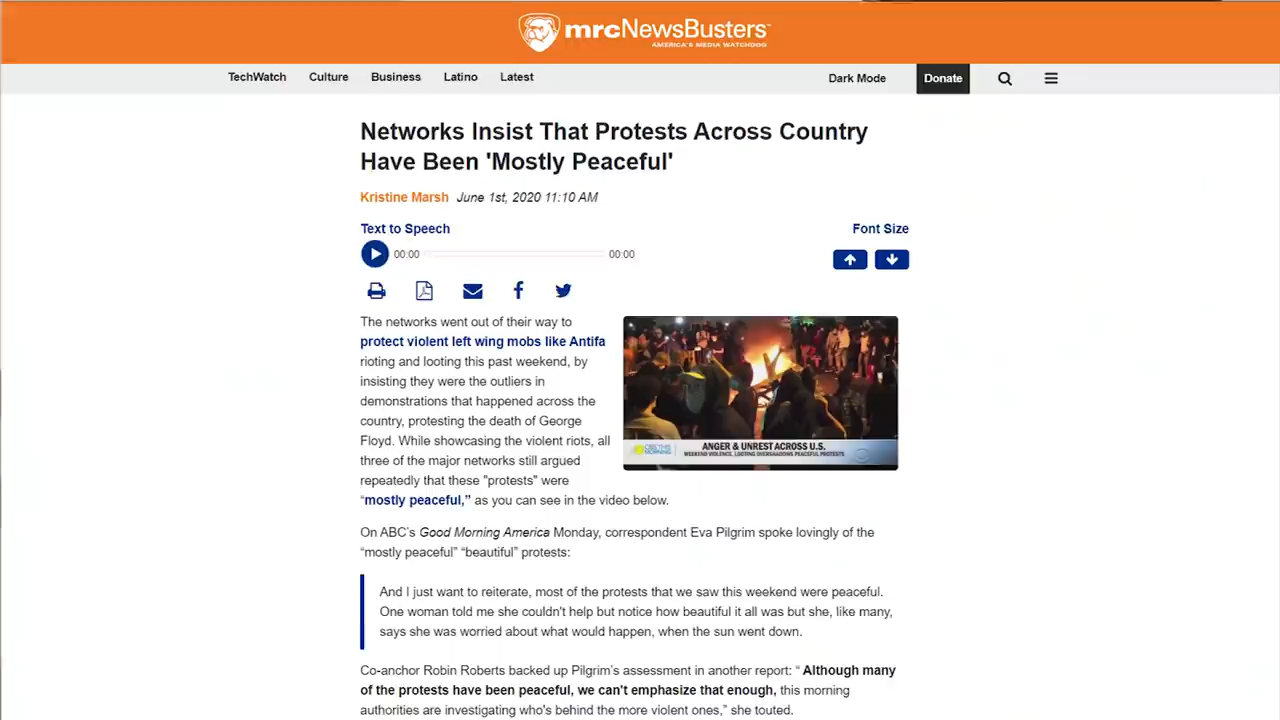 mrcNewsBusters
AMERICA'S MEDIA WATCHDOG
TechWatch Culture Business Latino Latest Dark Mode Donate
Networks Insist That Protests Across Country
Have Been 'Mostly Peaceful'
Kristine Marsh June 1st, 2020 11:10 AM
Text to Speech Font Size
00:00 00:00
The networks went out of their way to
protect violent left wing mobs like Antifa
rioting and looting this past weekend, by
insisting they were the outliers in
demonstrations that happened across the
country, protesting the death of George
Floyd. While showcasing the violent riots, all
three of the major networks still argued
repeatedly that these "protests" were
“mostly peaceful,” as you can see in the video below.
ANGER & UNREST ACROSS U.S.
WEEKEND VIOLENCE, LOOTING OVERSHADOWS PEACEFUL PROTESTS
On ABC’s Good Morning America Monday, correspondent Eva Pilgrim spoke lovingly of the
“mostly peaceful” “beautiful” protests:
And I just want to reiterate, most of the protests that we saw this weekend were peaceful.
One woman told me she couldn't help but notice how beautiful it all was but she, like many,
says she was worried about what would happen, when the sun went down.
Co-anchor Robin Roberts backed up Pilgrim’s assessment in another report: “ Although many
of the protests have been peaceful, we can't emphasize that enough, this morning
authorities are investigating who's behind the more violent ones,” she touted.